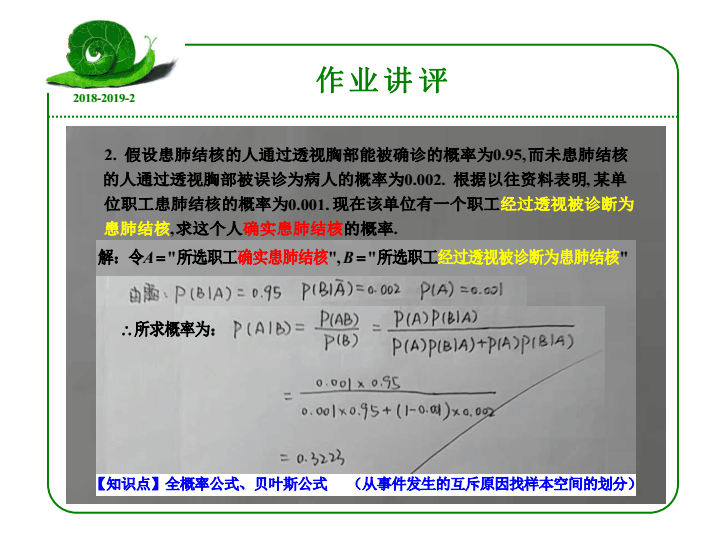 作业讲评
2018-2019-2
2. 假设患肺结核的人通过透视胸部能被确诊的概率为0.95,而未患肺结核
的人通过透视胸部被误诊为病人的概率为0.002. 根据以往资料表明,某单
位职工患肺结核的概率为0.001. 现在该单位有一个职工经过透视被诊断为
患肺结核,求这个人确实患肺结核的概率.
解：令A="所选职工确实患肺结核", B="所选职工经过透视被诊断为患肺结核"
由题: P(B|A)=0.95 P(B|Ā)=0.002 P(A)=0.001
∴所求概率为： P(A|B)= P(AB)/P(B) = P(A)P(B|A)/P(A)P(B|A)+P(A)P(B|A)
= 0.001×0.95/0.001×0.95+(1-0.001)×0.002
= 0.3223
【知识点】全概率公式、贝叶斯公式 （从事件发生的互斥原因找样本空间的划分）